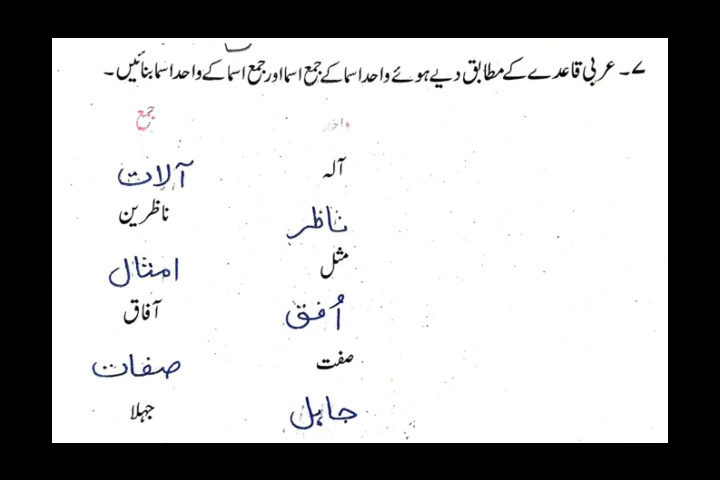 ۷۔ عربی قاعدے کے مطابق دیے ہوئے واحد اسما کے جمع اسما اور جمع اسما کے واحد اسما بنائیں۔
واحد جمع
آلہ آلات
ناظر ناظرین
مثل امثال
اُفق آفاق
صفت صفات
جاہل جہلا